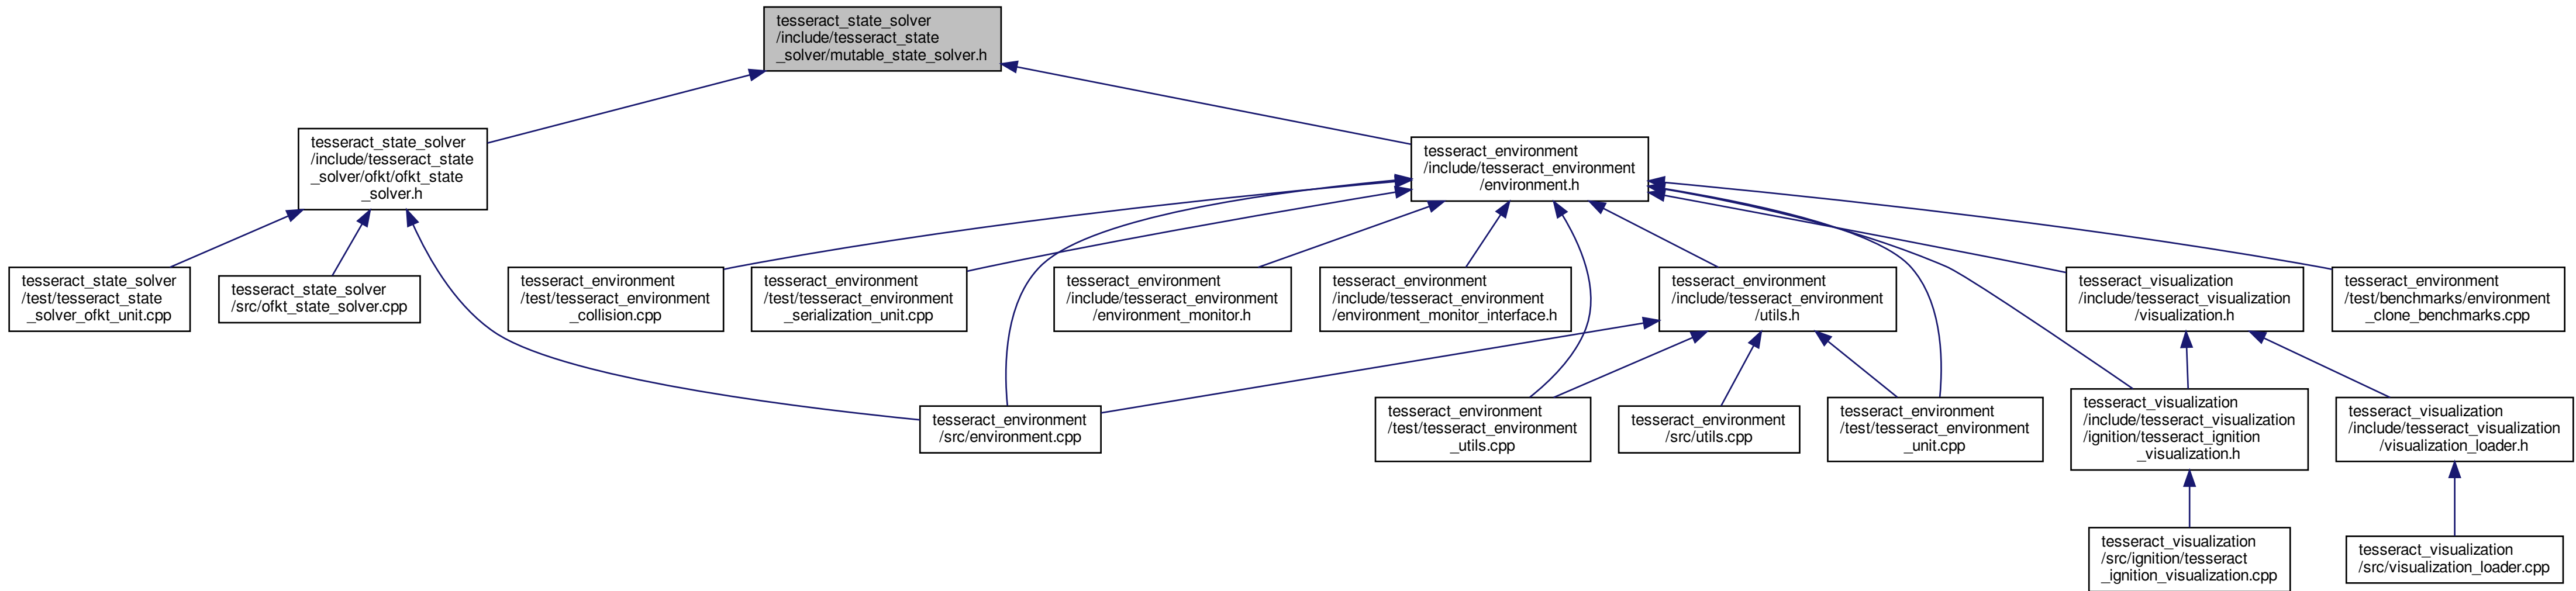 tesseract_state_solver
/include/tesseract_state
_solver/mutable_state_solver.h
tesseract_state_solver
/include/tesseract_state
_solver/ofkt/ofkt_state
_solver.h
tesseract_environment
/include/tesseract_environment
/environment.h
tesseract_state_solver
/test/tesseract_state
_solver_ofkt_unit.cpp
tesseract_state_solver
/src/ofkt_state_solver.cpp
tesseract_environment
/test/tesseract_environment
_collision.cpp
tesseract_environment
/test/tesseract_environment
_serialization_unit.cpp
tesseract_environment
/include/tesseract_environment
/environment_monitor.h
tesseract_environment
/include/tesseract_environment
/environment_monitor_interface.h
tesseract_environment
/include/tesseract_environment
/utils.h
tesseract_visualization
/include/tesseract_visualization
/visualization.h
tesseract_environment
/test/benchmarks/environment
_clone_benchmarks.cpp
tesseract_environment
/src/environment.cpp
tesseract_environment
/test/tesseract_environment
_utils.cpp
tesseract_environment
/src/utils.cpp
tesseract_environment
/test/tesseract_environment
_unit.cpp
tesseract_visualization
/include/tesseract_visualization
/ignition/tesseract_ignition
_visualization.h
tesseract_visualization
/include/tesseract_visualization
/visualization_loader.h
tesseract_visualization
/src/ignition/tesseract
_ignition_visualization.cpp
tesseract_visualization
/src/visualization_loader.cpp